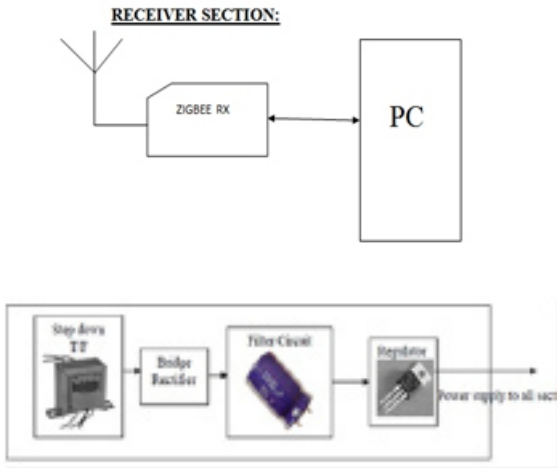 RECEIVER SECTION:
ZIGBEE RX
PC
Step down
TF
Bridge
Rectifier
Filter Circuit
Regulator
Power supply to all sect